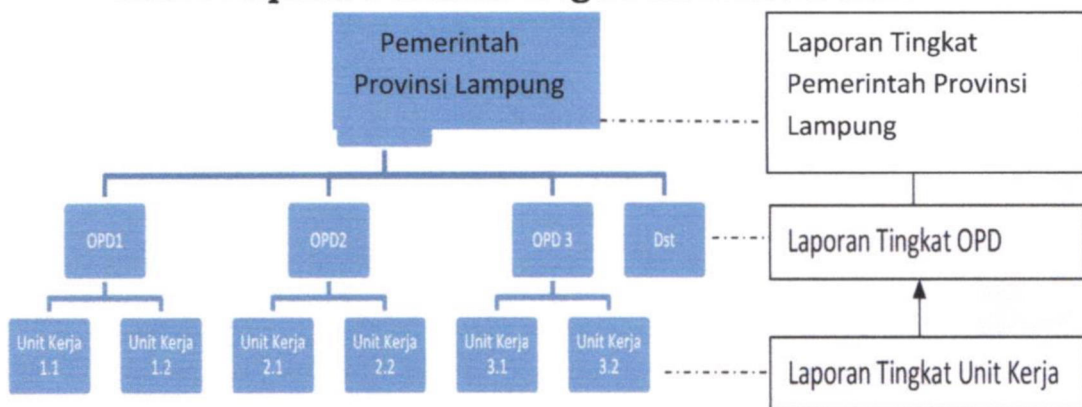 Pemerintah
Provinsi Lampung
Laporan Tingkat
Pemerintah Provinsi
Lampung
OPD1
OPD2
OPD 3
Dst
Laporan Tingkat OPD
Unit Kerja
1.1
Unit Kerja
1.2
Unit Kerja
2.1
Unit Kerja
2.2
Unit Kerja
3.1
Unit Kerja
3.2
Laporan Tingkat Unit Kerja